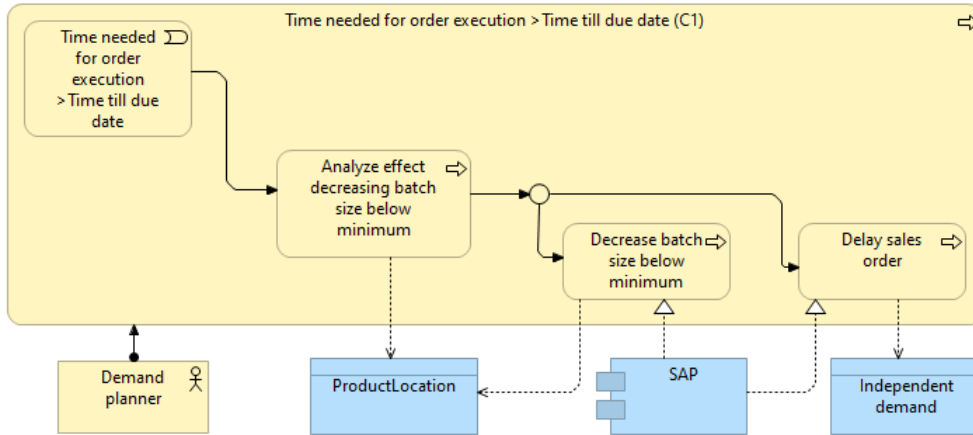 Time needed for order execution >Time till due date (C1)
Time needed
for order
execution
>Time till due
date
Analyze effect
decreasing batch
size below
minimum
Decrease batch
size below
minimum
Delay sales
order
Demand
planner
ProductLocation
SAP
Independent
demand